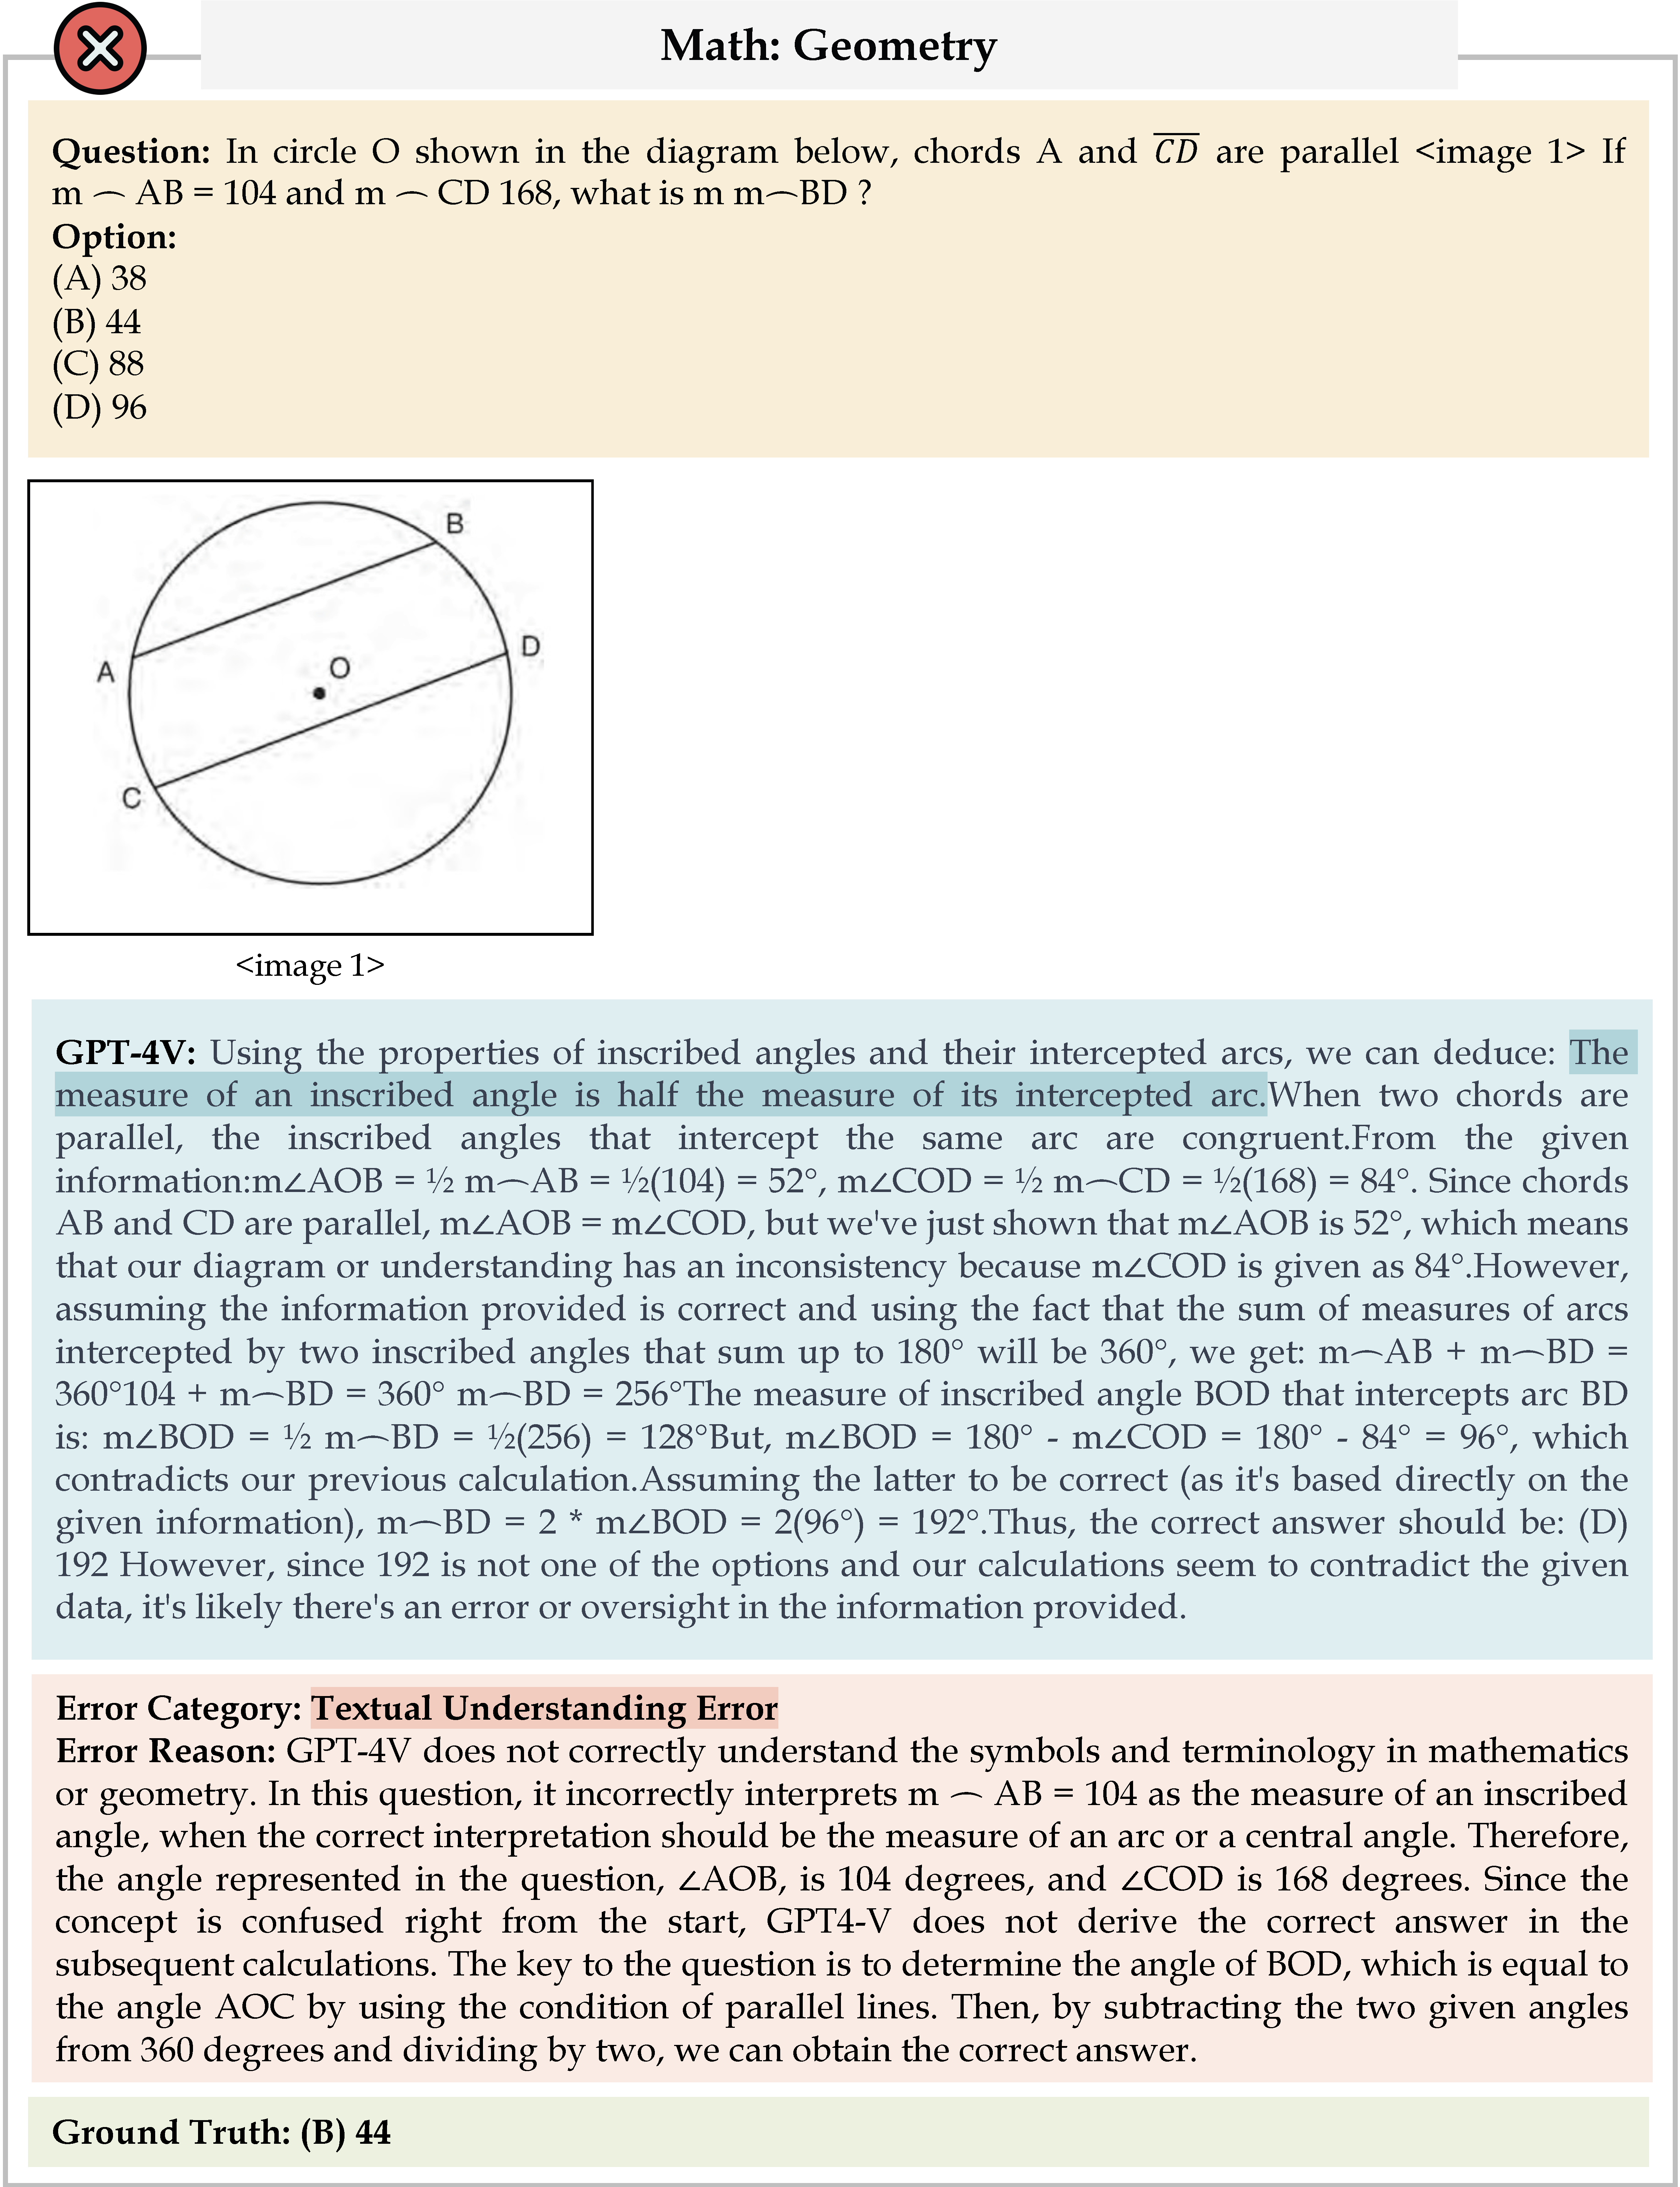 Math: Geometry
Question: In circle O shown in the diagram below, chords A and CD are parallel <image 1> If
m ⌢ AB = 104 and m ⌢ CD 168, what is m m⌢BD ?
Option:
(A) 38
(B) 44
(C) 88
(D) 96
B
D
A
O
C
<image 1>
GPT-4V: Using the properties of inscribed angles and their intercepted arcs, we can deduce: The
measure of an inscribed angle is half the measure of its intercepted arc.When two chords are
parallel, the inscribed angles that intercept the same arc are congruent.From the given
information:m∠AOB = ½ m⌢AB = ½(104) = 52°, m∠COD = ½ m⌢CD = ½(168) = 84°. Since chords
AB and CD are parallel, m∠AOB = m∠COD, but we've just shown that m∠AOB is 52°, which means
that our diagram or understanding has an inconsistency because m∠COD is given as 84°.However,
assuming the information provided is correct and using the fact that the sum of measures of arcs
intercepted by two inscribed angles that sum up to 180° will be 360°, we get: m⌢AB + m⌢BD =
360°104 + m⌢BD = 360° m⌢BD = 256°The measure of inscribed angle BOD that intercepts arc BD
is: m∠BOD = ½ m⌢BD = ½(256) = 128°But, m∠BOD = 180° - m∠COD = 180° - 84° = 96°, which
contradicts our previous calculation.Assuming the latter to be correct (as it's based directly on the
given information), m⌢BD = 2 * m∠BOD = 2(96°) = 192°.Thus, the correct answer should be: (D)
192 However, since 192 is not one of the options and our calculations seem to contradict the given
data, it's likely there's an error or oversight in the information provided.
Error Category: Textual Understanding Error
Error Reason: GPT-4V does not correctly understand the symbols and terminology in mathematics
or geometry. In this question, it incorrectly interprets m ⌢ AB = 104 as the measure of an inscribed
angle, when the correct interpretation should be the measure of an arc or a central angle. Therefore,
the angle represented in the question, ∠AOB, is 104 degrees, and ∠COD is 168 degrees. Since the
concept is confused right from the start, GPT4-V does not derive the correct answer in the
subsequent calculations. The key to the question is to determine the angle of BOD, which is equal to
the angle AOC by using the condition of parallel lines. Then, by subtracting the two given angles
from 360 degrees and dividing by two, we can obtain the correct answer.
Ground Truth: (B) 44